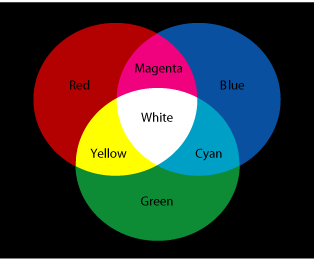 Magenta
Red
Blue
White
Yellow
Cyan
Green